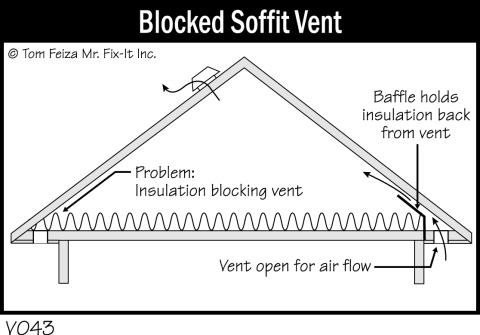 Blocked Soffit Vent
© Tom Feiza Mr. Fix-It Inc.
Baffle holds
insulation back
from vent
Problem:
Insulation blocking vent
Vent open for air flow
V043